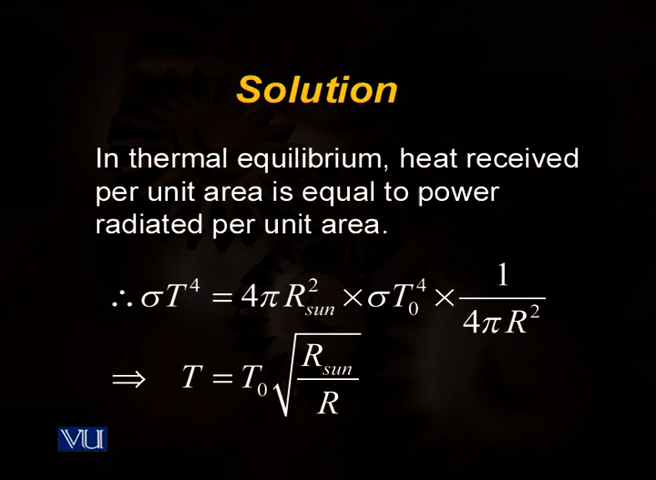 Solution
In thermal equilibrium, heat received
per unit area is equal to power
radiated per unit area.
∴ σT⁴ = 4πR²sun × σT₀⁴ × 1/(4πR²)
⇒ T = T₀ √(Rsun/R)
VU